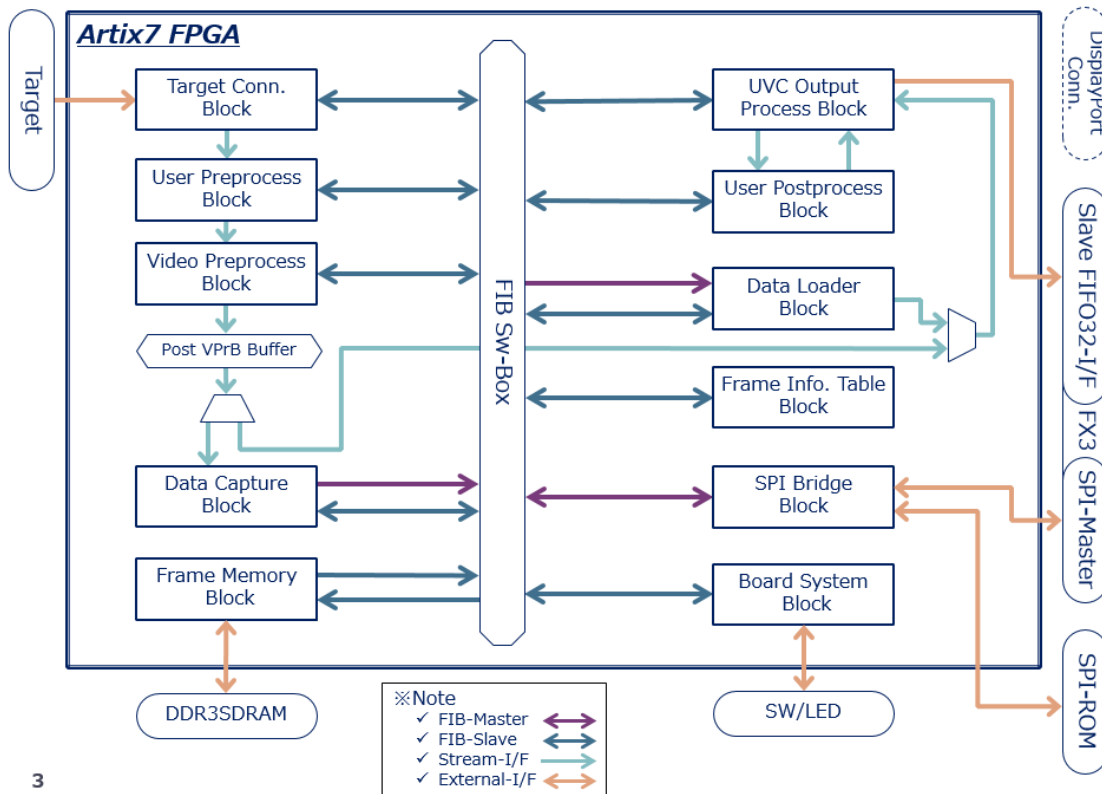 Artix7 FPGA
Target
Target Conn.
Block
User Preprocess
Block
Video Preprocess
Block
Post VPrB Buffer
Data Capture
Block
Frame Memory
Block
DDR3SDRAM
FIB Sw-Box
UVC Output
Process Block
User Postprocess
Block
Data Loader
Block
Frame Info. Table
Block
SPI Bridge
Block
Board System
Block
SW/LED
DisplayPort
Conn.
Slave FIFO32-I/F
FX3
SPI-Master
SPI-ROM
※Note
✓ FIB-Master
✓ FIB-Slave
✓ Stream-I/F
✓ External-I/F
3